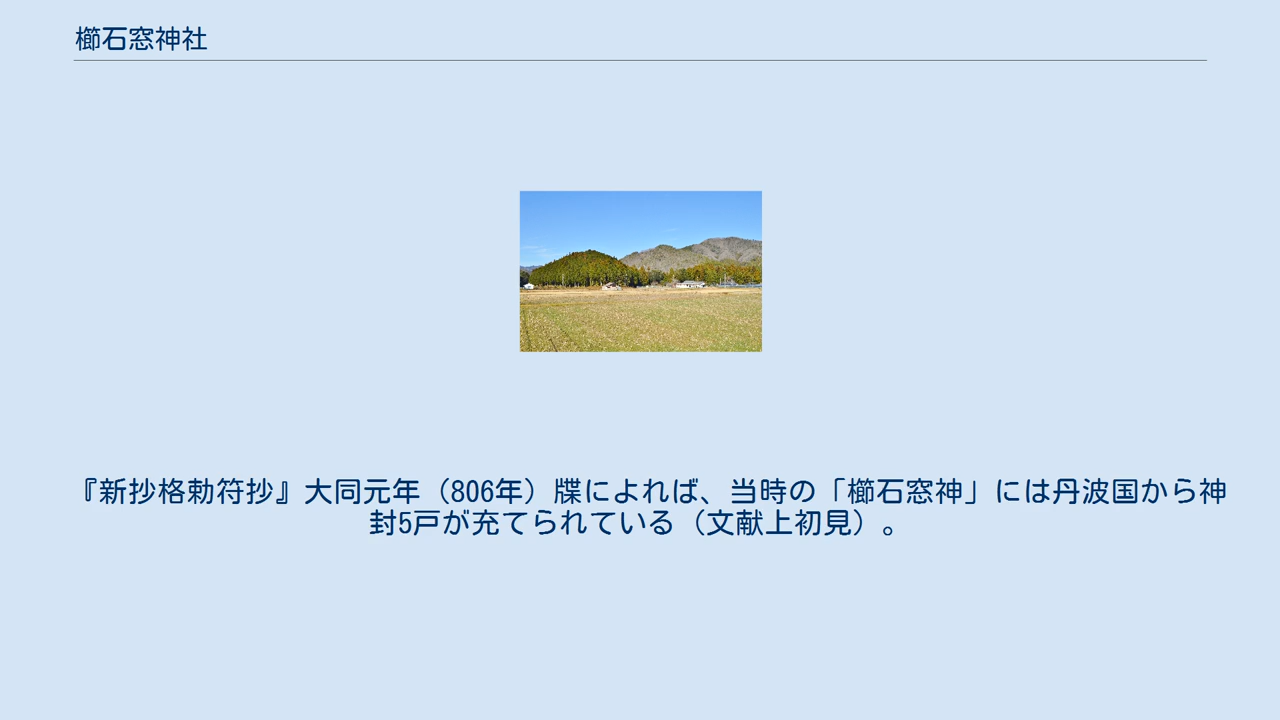 櫛石窓神社
『新抄格勅符抄』大同元年（806年）牒によれば、当時の「櫛石窓神」には丹波国から神
封5戸が充てられている（文献上初見）。